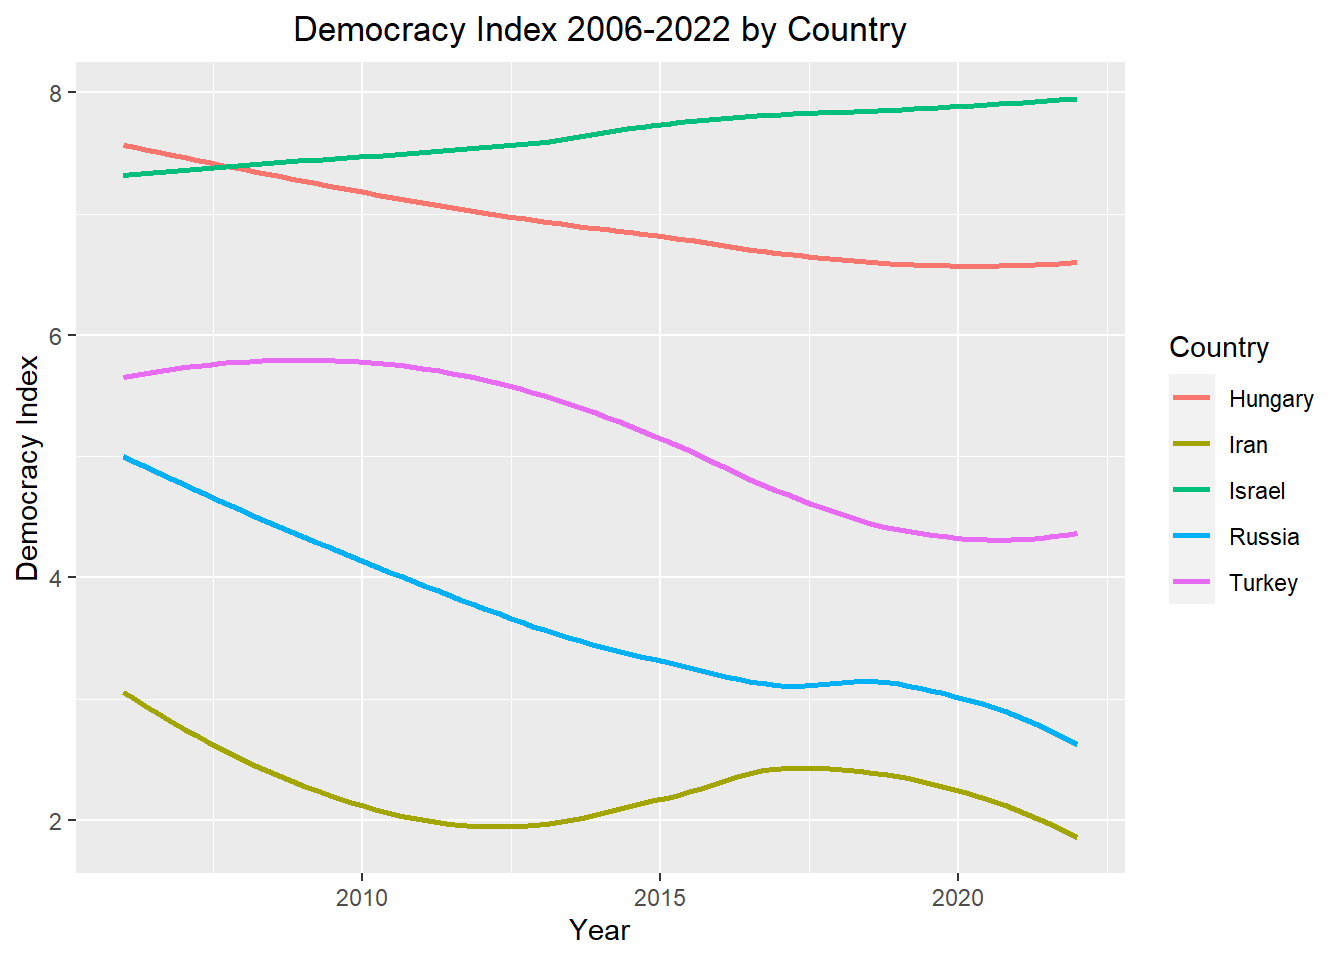 Democracy Index 2006-2022 by Country
8
6
4
2
Democracy Index
2010 2015 2020
Year
Country
Hungary
Iran
Israel
Russia
Turkey